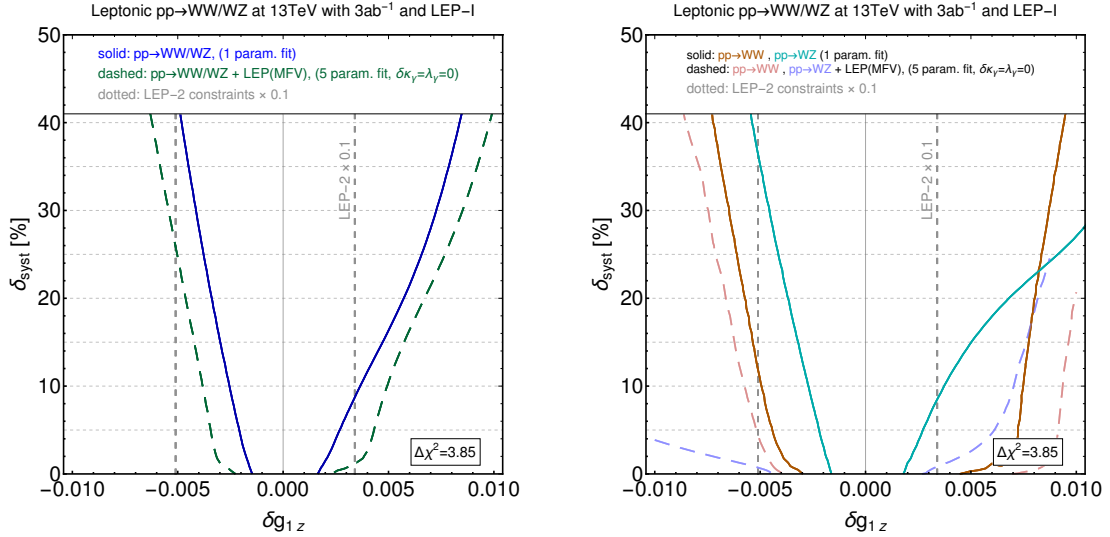 Leptonic pp→WW/WZ at 13TeV with 3ab⁻¹ and LEP−I
50
solid: pp→WW/WZ, (1 param. fit)
dashed: pp→WW/WZ + LEP(MFV), (5 param. fit, δκγ=λγ=0)
dotted: LEP-2 constraints × 0.1
40
30
20
10
0
δsyst [%]
LEP-2 × 0.1
Δχ²=3.85
−0.010
−0.005
0.000
0.005
0.010
δg1 z
Leptonic pp→WW/WZ at 13TeV with 3ab⁻¹ and LEP−I
50
solid: pp→WW , pp→WZ (1 param. fit)
dashed: pp→WW , pp→WZ + LEP(MFV), (5 param. fit, δκγ=λγ=0)
dotted: LEP-2 constraints × 0.1
40
30
20
10
0
δsyst [%]
LEP-2 × 0.1
Δχ²=3.85
−0.010
−0.005
0.000
0.005
0.010
δg1 z